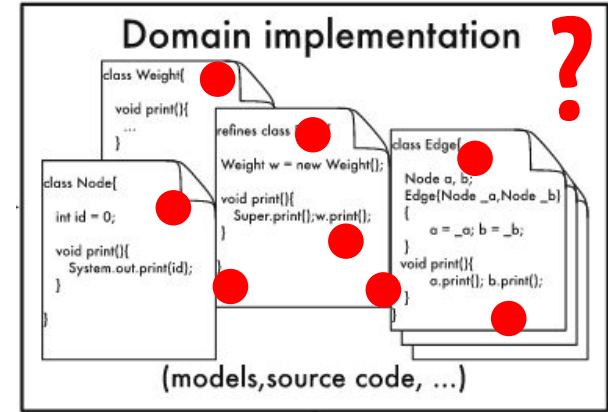 Domain implementation
?
class Weight{
void print(){
...
}
refines class {
Weight w = new Weight();
void print(){
Super.print();w.print();
}
}
class Edge{
Node a, b;
Edge{Node _a,Node _b}
{
a = _a; b = _b;
}
void print(){
a.print(); b.print();
}
}
class Node{
int id = 0;
void print(){
System.out.print(id);
}
}
(models,source code, ...)